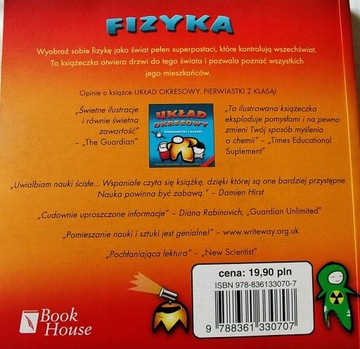 FIZYKA
Wyobraź sobie fizykę jako świat pełen superpostaci, które kontrolują wszechświat.
To książeczka otwiera drzwi do tego świata i pozwala poznać wszystkich
jego mieszkańców.
Opinie o książce UKŁAD OKRESOWY. PIERWIASTKI Z KLASĄ!
„Świetne ilustracje
i równie świetna
zawartość”
– „The Guardian”
UKŁAD
OKRESOWY
PIERWIASTKI Z KLASĄ!
„Ta ilustrowana książeczka
eksploduje pomysłami i na pewno
zmieni Twój sposób myślenia
o chemii” – „Times Educational
Suplement”
„Uwielbiam nauki ścisłe... Wspaniale czyta się książkę, dzięki której są one bardziej przystępne.
Nauka powinna być zabawą.” – Damien Hirst
„Cudownie uproszczone informacje” – Diana Rabinovich, „Guardian Unlimited”
„Pomieszanie nauki i sztuki jest genialne!” – www.writeway.org.uk
„Pochłaniająca lektura” – „New Scientist”
cena: 19,90 pln
ISBN 978-836133070-7
9 788361 330707
Book
House